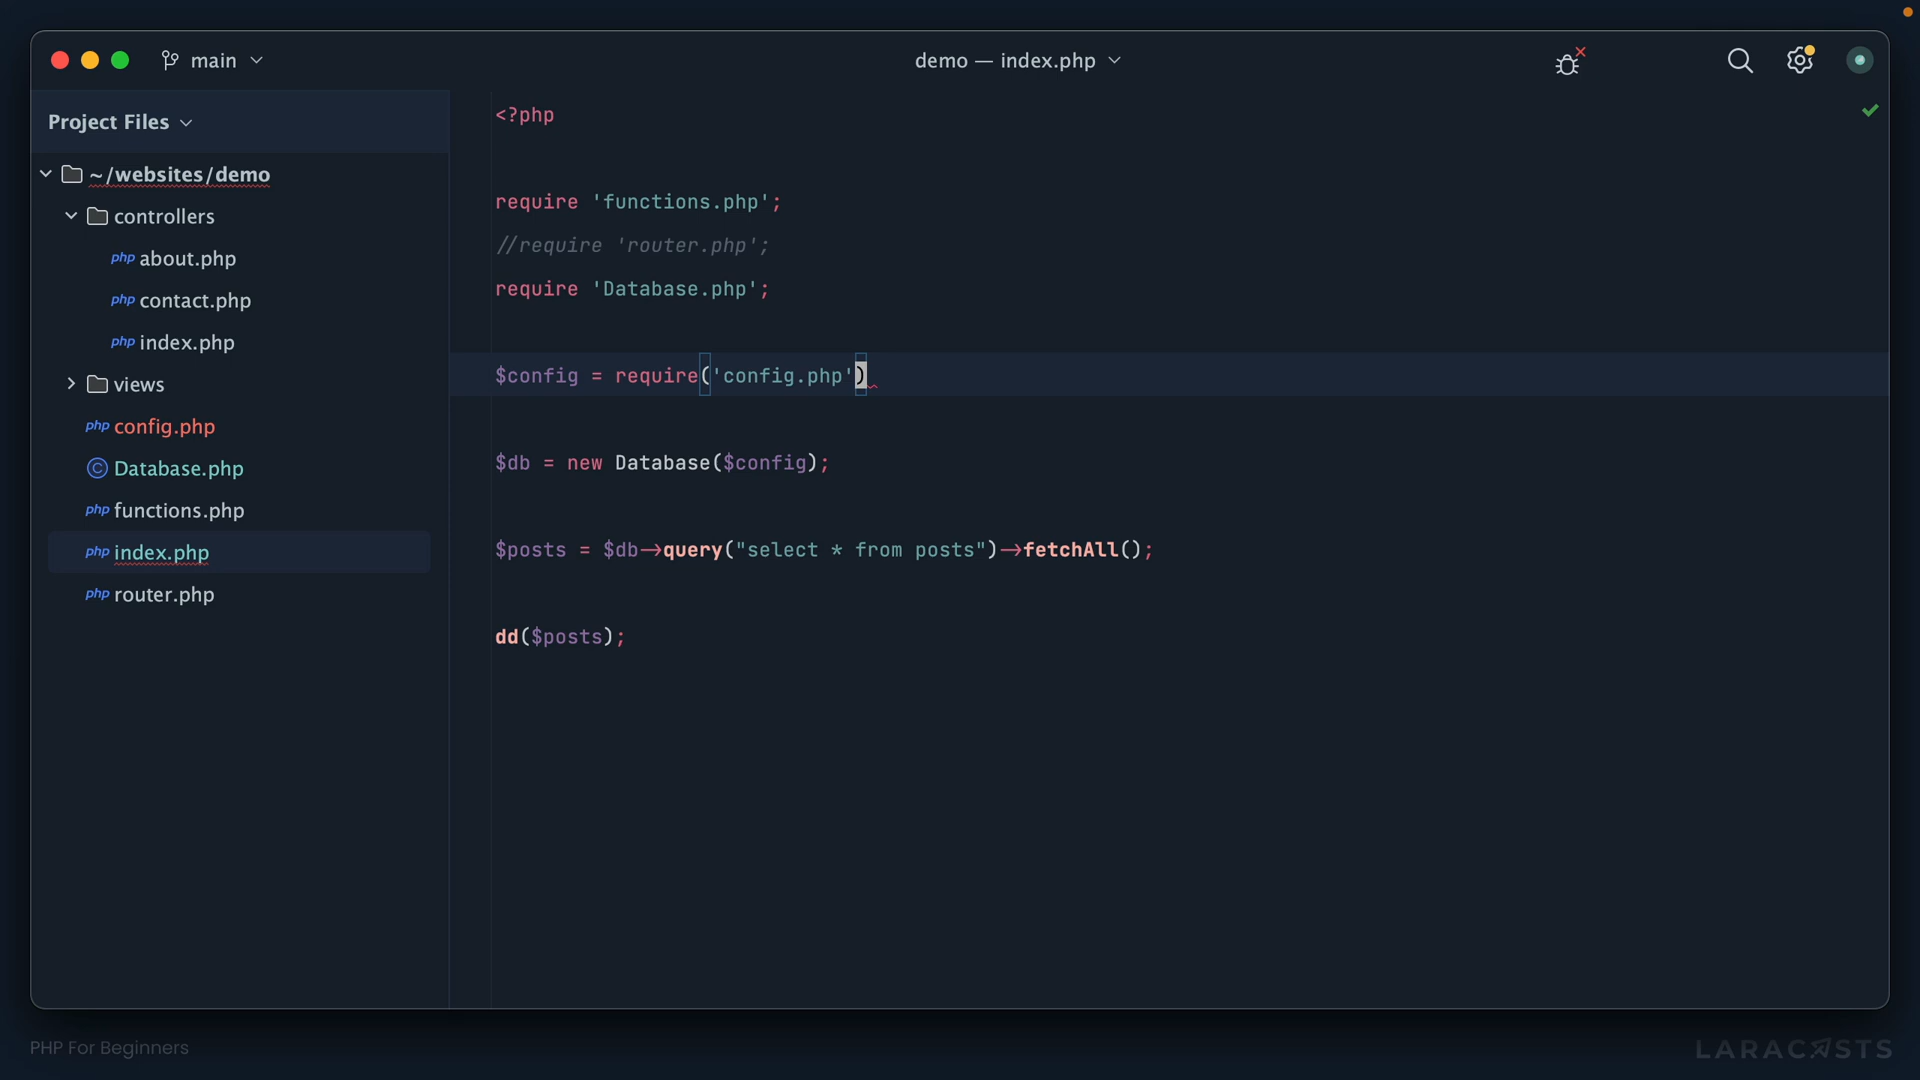 main
demo — index.php
Project Files
~/websites/demo
controllers
php about.php
php contact.php
php index.php
views
php config.php
C Database.php
php functions.php
php index.php
php router.php
<?php
require 'functions.php';
//require 'router.php';
require 'Database.php';
$config = require('config.php')
$db = new Database($config);
$posts = $db->query("select * from posts")->fetchAll();
dd($posts);
PHP For Beginners
LARACASTS